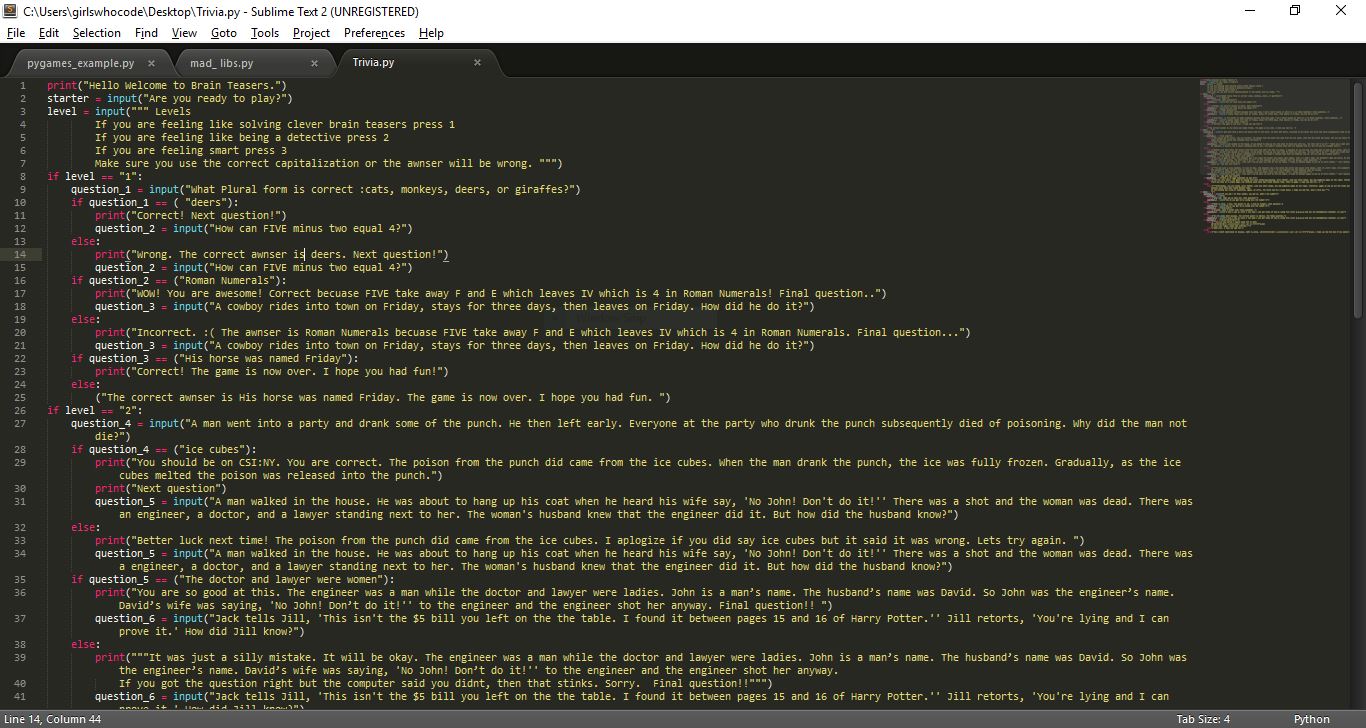 C:\Users\girlswhocode\Desktop\Trivia.py - Sublime Text 2 (UNREGISTERED)
File Edit Selection Find View Goto Tools Project Preferences Help
pygames_example.py × mad_ libs.py × Trivia.py ×
1 print("Hello Welcome to Brain Teasers.")
2 starter = input("Are you ready to play?")
3 level = input(""" Levels
4 If you are feeling like solving clever brain teasers press 1
5 If you are feeling like being a detective press 2
6 If you are feeling smart press 3
7 Make sure you use the correct capitalization or the awnser will be wrong. """)
8 if level == "1":
9 question_1 = input("What Plural form is correct :cats, monkeys, deers, or giraffes?")
10 if question_1 == ( "deers"):
11 print("Correct! Next question!")
12 question_2 = input("How can FIVE minus two equal 4?")
13 else:
14 print("Wrong. The correct awnser is deers. Next question!")
15 question_2 = input("How can FIVE minus two equal 4?")
16 if question_2 == ("Roman Numerals"):
17 print("WOW! You are awesome! Correct becuase FIVE take away F and E which leaves IV which is 4 in Roman Numerals! Final question..")
18 question_3 = input("A cowboy rides into town on Friday, stays for three days, then leaves on Friday. How did he do it?")
19 else:
20 print("Incorrect. :( The awnser is Roman Numerals becuase FIVE take away F and E which leaves IV which is 4 in Roman Numerals. Final question...")
21 question_3 = input("A cowboy rides into town on Friday, stays for three days, then leaves on Friday. How did he do it?")
22 if question_3 == ("His horse was named Friday"):
23 print("Correct! The game is now over. I hope you had fun!")
24 else:
25 ("The correct awnser is His horse was named Friday. The game is now over. I hope you had fun. ")
26 if level == "2":
27 question_4 = input("A man went into a party and drank some of the punch. He then left early. Everyone at the party who drunk the punch subsequently died of poisoning. Why did the man not
die?")
28 if question_4 == ("ice cubes"):
29 print("You should be on CSI:NY. You are correct. The poison from the punch did came from the ice cubes. When the man drank the punch, the ice was fully frozen. Gradually, as the ice
cubes melted the poison was released into the punch.")
30 print("Next question")
31 question_5 = input("A man walked in the house. He was about to hang up his coat when he heard his wife say, 'No John! Don't do it!'' There was a shot and the woman was dead. There was
an engineer, a doctor, and a lawyer standing next to her. The woman's husband knew that the engineer did it. But how did the husband know?")
32 else:
33 print("Better luck next time! The poison from the punch did came from the ice cubes. I aplogize if you did say ice cubes but it said it was wrong. Lets try again. ")
34 question_5 = input("A man walked in the house. He was about to hang up his coat when he heard his wife say, 'No John! Don't do it!'' There was a shot and the woman was dead. There was
a engineer, a doctor, and a lawyer standing next to her. The woman's husband knew that the engineer did it. But how did the husband know?")
35 if question_5 == ("The doctor and lawyer were women"):
36 print("You are so good at this. The engineer was a man while the doctor and lawyer were ladies. John is a man’s name. The husband’s name was David. So John was the engineer’s name.
David’s wife was saying, 'No John! Don’t do it!'' to the engineer and the engineer shot her anyway. Final question!! ")
37 question_6 = input("Jack tells Jill, 'This isn't the $5 bill you left on the the table. I found it between pages 15 and 16 of Harry Potter.'' Jill retorts, 'You're lying and I can
prove it.' How did Jill know?")
38 else:
39 print("""It was just a silly mistake. It will be okay. The engineer was a man while the doctor and lawyer were ladies. John is a man’s name. The husband’s name was David. So John was
the engineer’s name. David’s wife was saying, 'No John! Don’t do it!'' to the engineer and the engineer shot her anyway.
40 If you got the question right but the computer said you didnt, then that stinks. Sorry.  Final question!!""")
41 question_6 = input("Jack tells Jill, 'This isn't the $5 bill you left on the the table. I found it between pages 15 and 16 of Harry Potter.'' Jill retorts, 'You're lying and I can
prove it.' How did Jill know?")
Line 14, Column 44 Tab Size: 4 Python